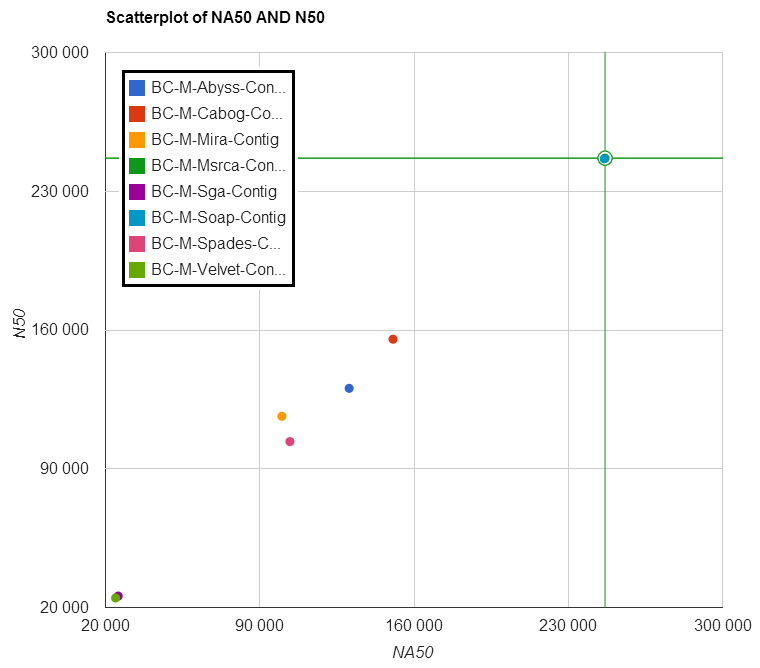 Scatterplot of NA50 AND N50
300 000
230 000
160 000
90 000
20 000
N50
BC-M-Abyss-Con...
BC-M-Cabog-Co...
BC-M-Mira-Contig
BC-M-Msrca-Con...
BC-M-Sga-Contig
BC-M-Soap-Contig
BC-M-Spades-C...
BC-M-Velvet-Con...
20 000 90 000 160 000 230 000 300 000
NA50